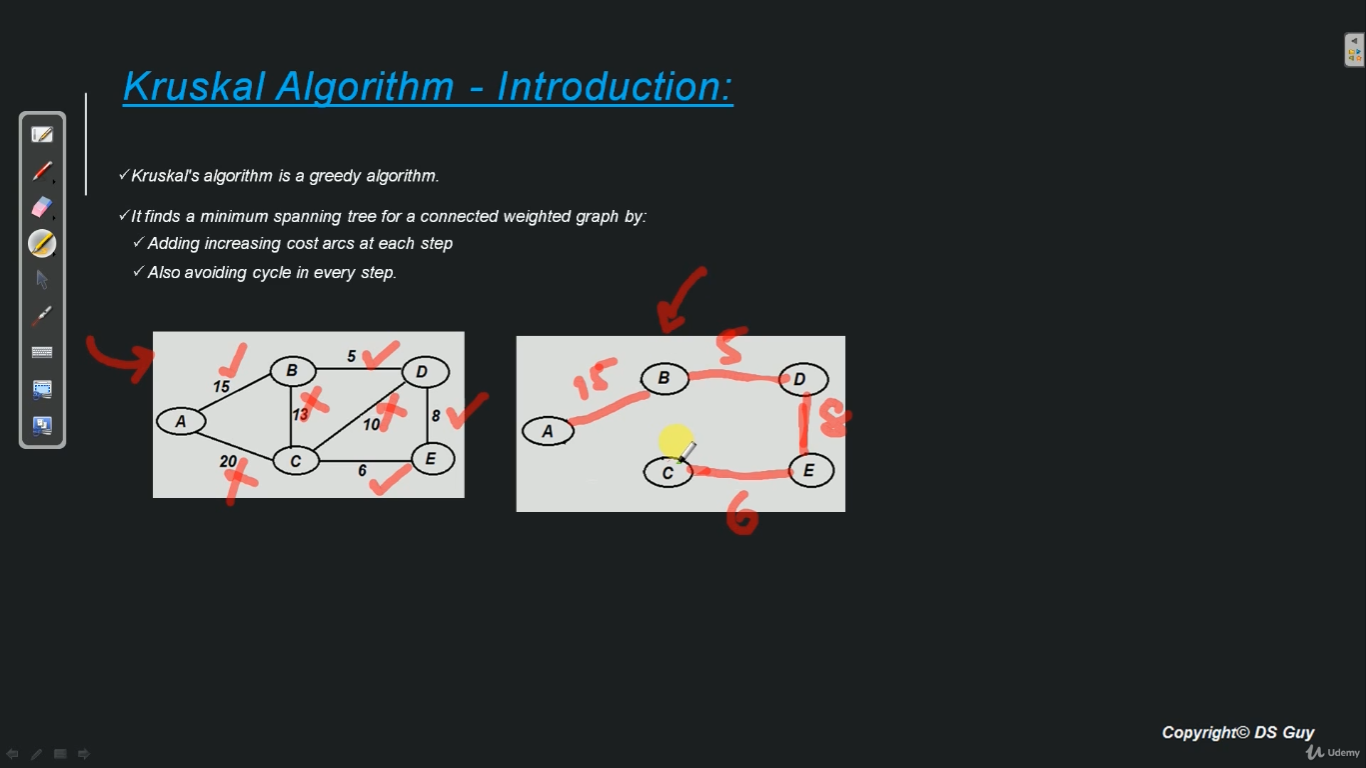 Kruskal Algorithm - Introduction:
✓Kruskal's algorithm is a greedy algorithm.
✓It finds a minimum spanning tree for a connected weighted graph by:
✓ Adding increasing cost arcs at each step
✓ Also avoiding cycle in every step.
15
B
5
D
13
10
8
A
20
C
6
E
15
B
5
D
A
8
C
E
6
Copyright© DS Guy
Udemy